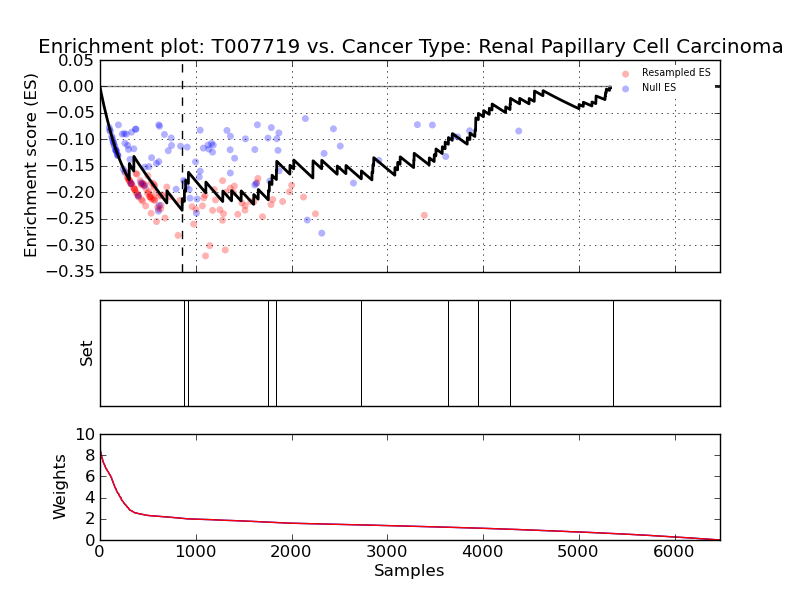 Enrichment plot: T007719 vs. Cancer Type: Renal Papillary Cell Carcinoma
Enrichment score (ES)
0.05
0.00
−0.05
−0.10
−0.15
−0.20
−0.25
−0.30
−0.35
Resampled ES
Null ES
Set
Weights
10
8
6
4
2
0
0 1000 2000 3000 4000 5000 6000
Samples